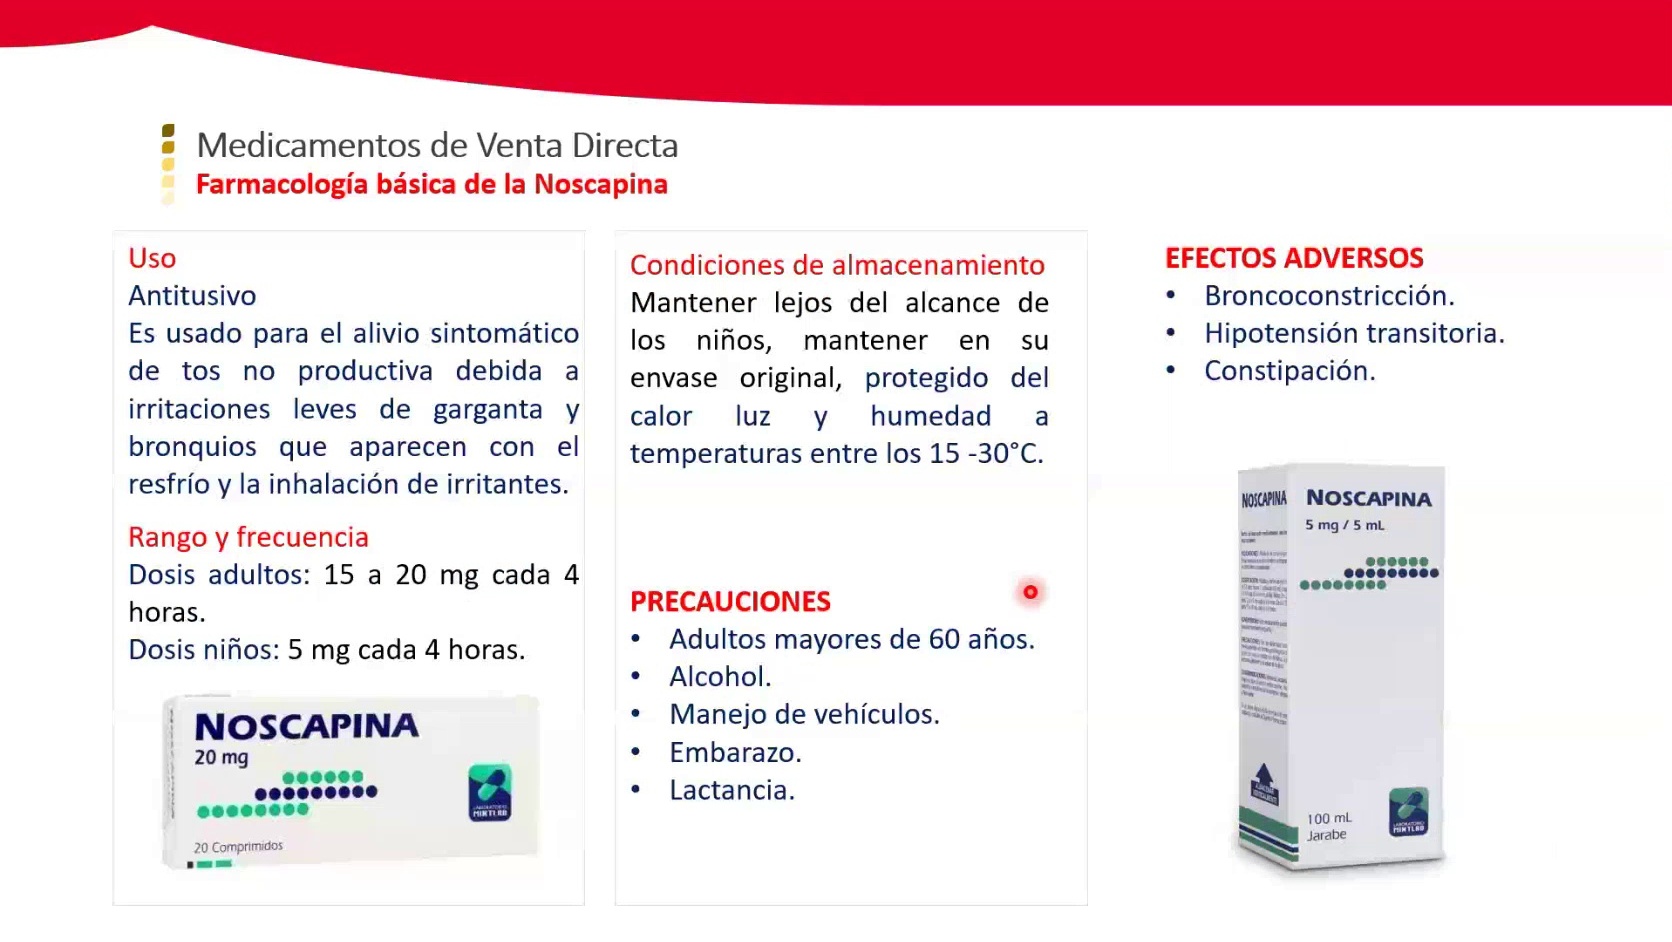 Medicamentos de Venta Directa
Farmacología básica de la Noscapina
Uso
Antitusivo
Es usado para el alivio sintomático
de tos no productiva debida a
irritaciones leves de garganta y
bronquios que aparecen con el
resfrío y la inhalación de irritantes.
Rango y frecuencia
Dosis adultos: 15 a 20 mg cada 4
horas.
Dosis niños: 5 mg cada 4 horas.
NOSCAPINA
20 mg
LABORATORIO
MINTLAB
20 Comprimidos
Condiciones de almacenamiento
Mantener lejos del alcance de
los niños, mantener en su
envase original, protegido del
calor luz y humedad a
temperaturas entre los 15 -30°C.
PRECAUCIONES
• Adultos mayores de 60 años.
• Alcohol.
• Manejo de vehículos.
• Embarazo.
• Lactancia.
EFECTOS ADVERSOS
• Broncoconstricción.
• Hipotensión transitoria.
• Constipación.
NOSCAPINA
NOSCAPINA
5 mg / 5 mL
100 mL
Jarabe
LABORATORIO
MINTLAB